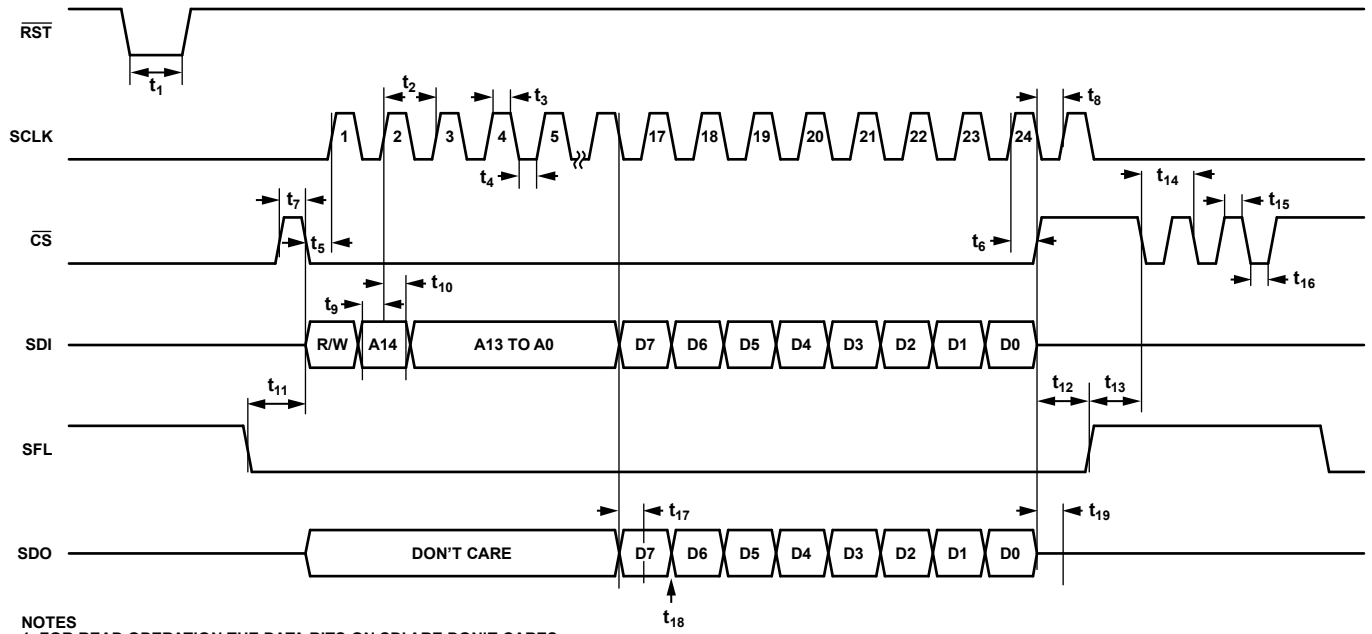 RST
t1
t2
t3
t8
SCLK
1
2
3
4
5
17
18
19
20
21
22
23
24
t4
t14
t7
t15
CS
t5
t6
t16
t10
t9
SDI
R/W
A14
A13 TO A0
D7
D6
D5
D4
D3
D2
D1
D0
t11
t12
t13
SFL
t17
t19
SDO
DON'T CARE
D7
D6
D5
D4
D3
D2
D1
D0
t18
NOTES